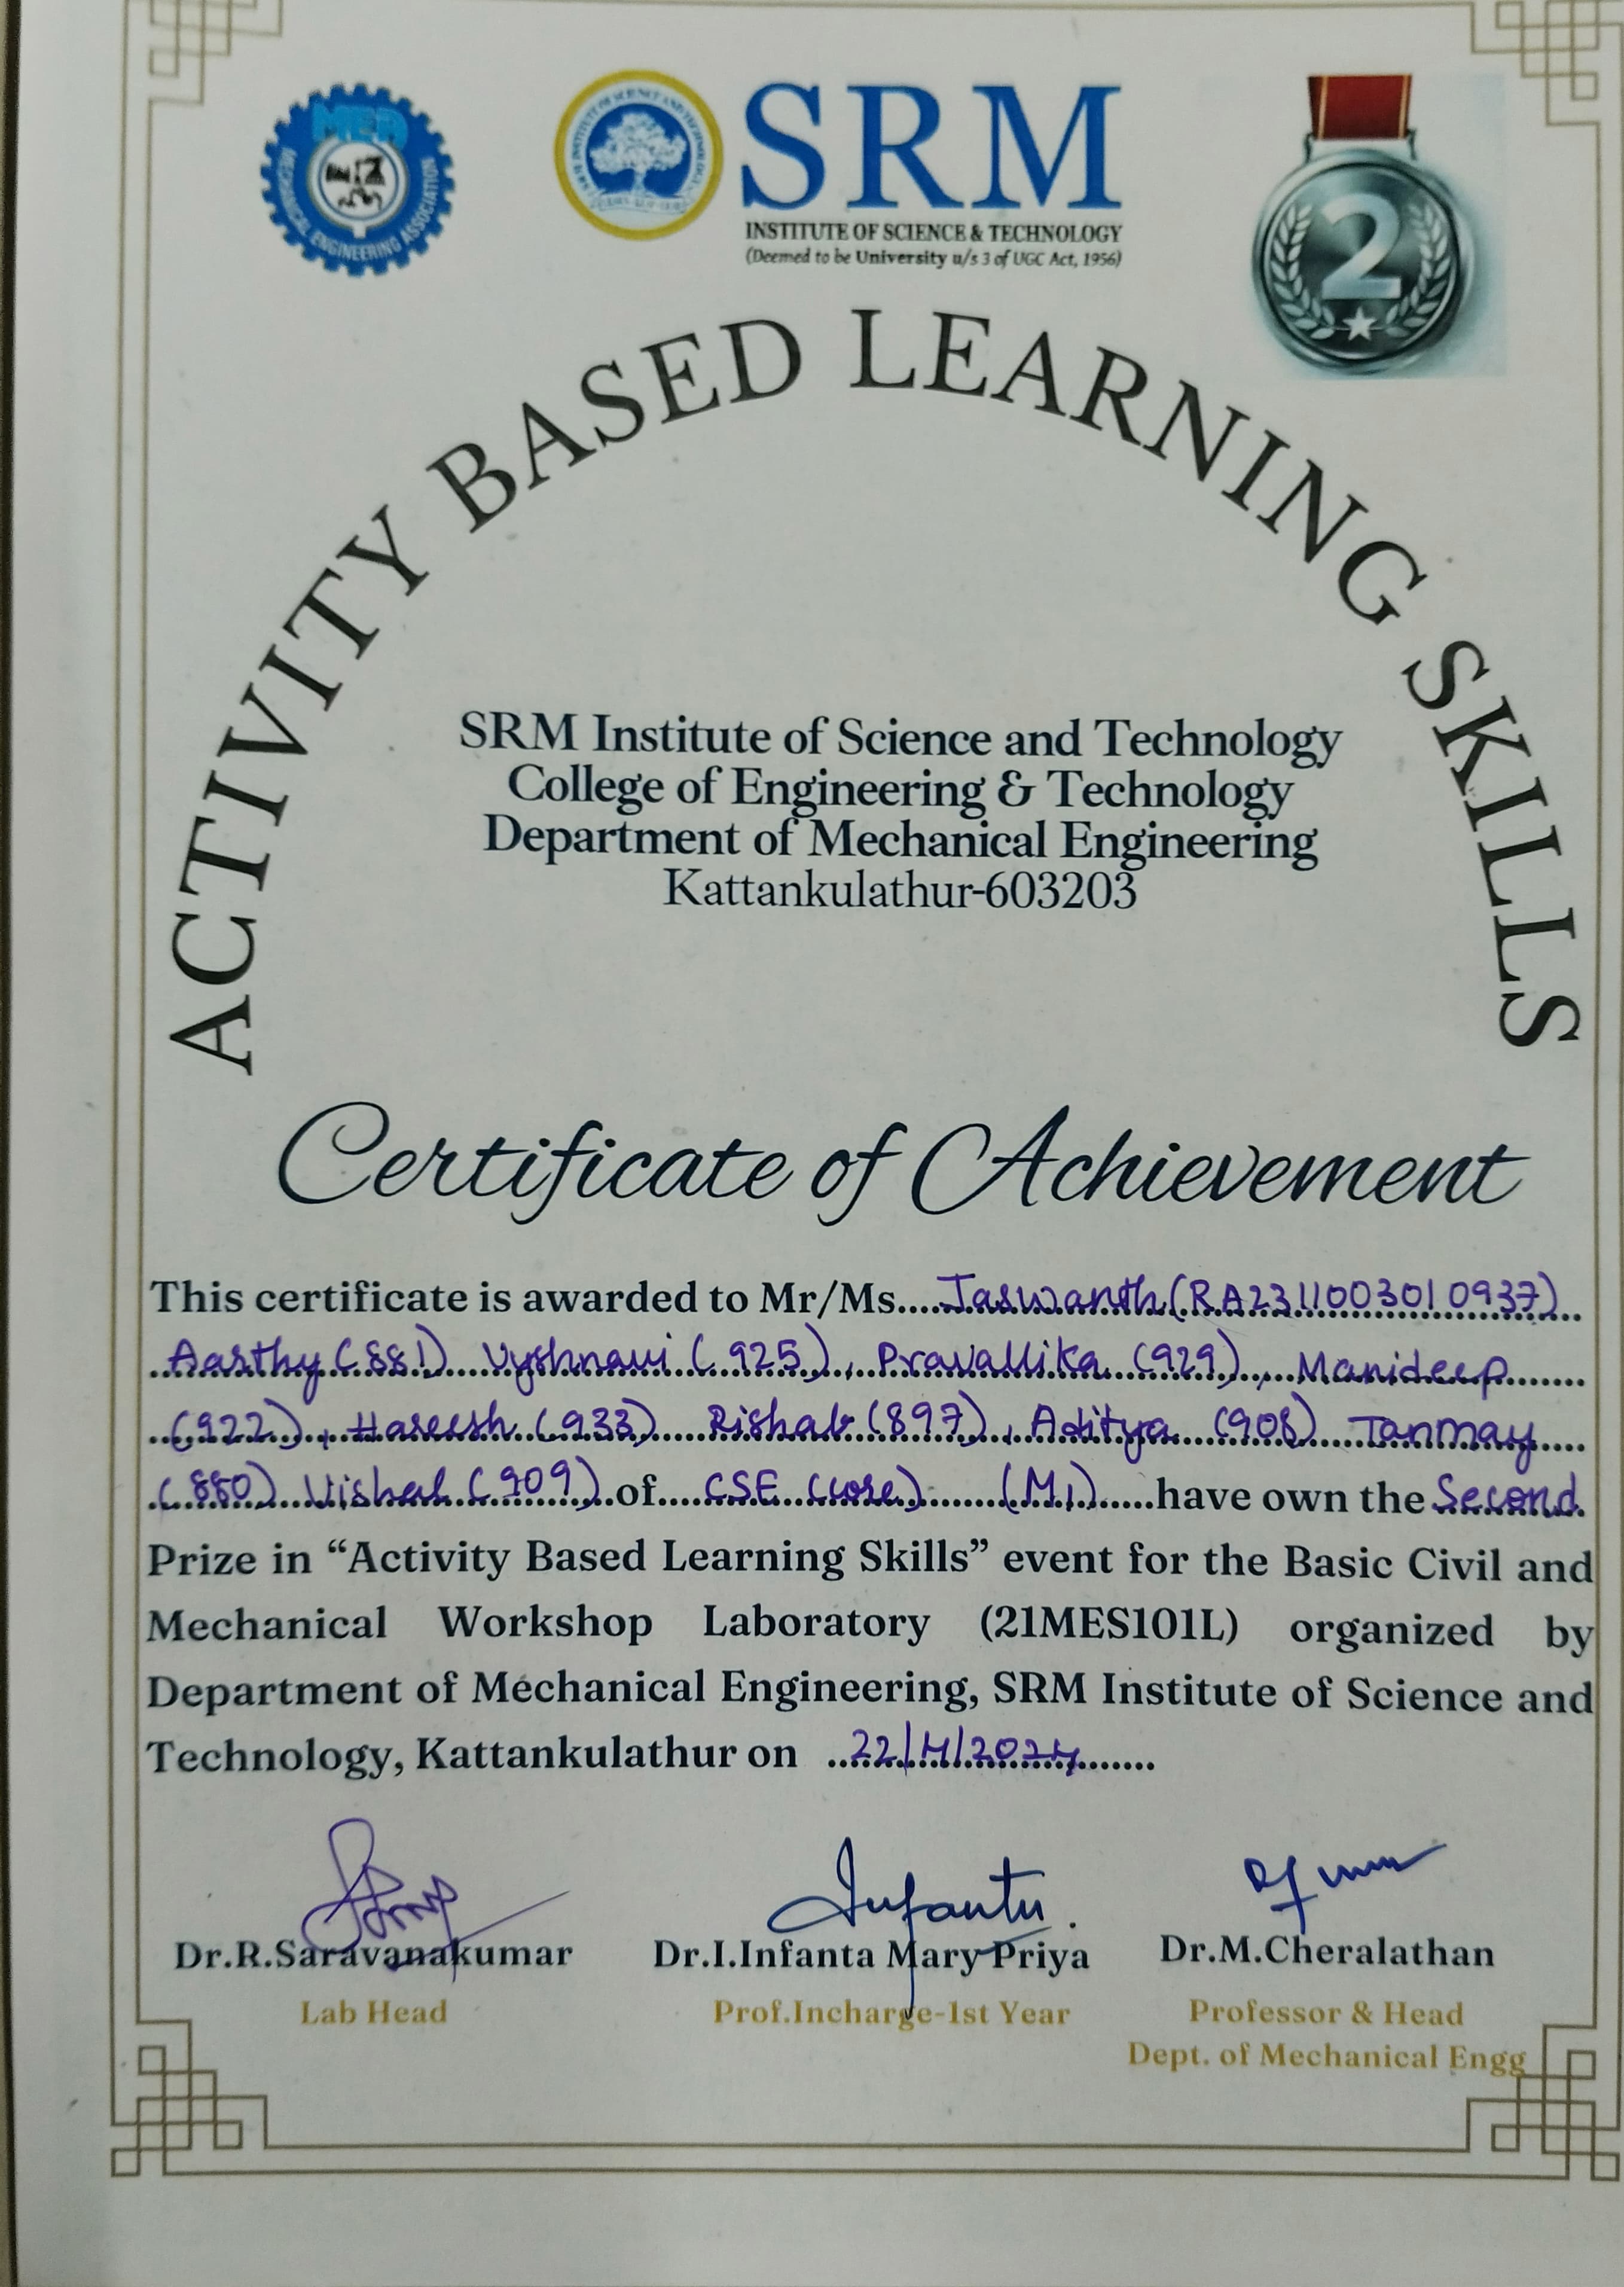 MEA
MECHANICAL ENGINEERING ASSOCIATION
SRM
INSTITUTE OF SCIENCE & TECHNOLOGY
(Deemed to be University u/s 3 of UGC Act, 1956)
2
ACTIVITY BASED LEARNING SKILLS
SRM Institute of Science and Technology
College of Engineering & Technology
Department of Mechanical Engineering
Kattankulathur-603203
Certificate of Achievement
This certificate is awarded to Mr/Ms.....Jaswanth (RA2311003010937)
Aasthy (881) Vyshnavi (925), Pravallika (929), Manideep
(922), Hareesh (933) Rishab (897), Aditya (908) Tanmay
(880) Vishal (909) of CSE (core) (M1) have own the Second
Prize in “Activity Based Learning Skills” event for the Basic Civil and
Mechanical Workshop Laboratory (21MES101L) organized by
Department of Mechanical Engineering, SRM Institute of Science and
Technology, Kattankulathur on ..22/4/2024
Infanta.
Dr.R.Saravanakumar Dr.I.Infanta Mary Priya Dr.M.Cheralathan
Lab Head Prof.Incharge-1st Year Professor & Head
Dept. of Mechanical Engg